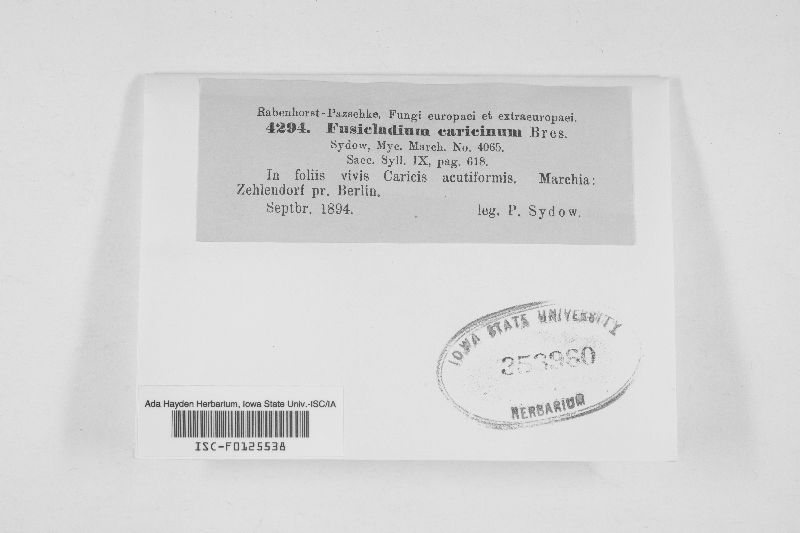 Rabenhorst-Pazschke, Fungi europaei et extraeuropaei.
4294. Fusicladium caricinum Bres.
Sydow, Myc. March. No. 4065.
Sacc. Syll. IX, pag. 618.
In foliis vivis Caricis acutiformis. Marchia:
Zehlendorf pr. Berlin.
Septbr. 1894. leg. P. Sydow.
IOWA STATE UNIVERSITY
353960
HERBARIUM
Ada Hayden Herbarium, Iowa State Univ.-ISC/IA
ISC-F0125538